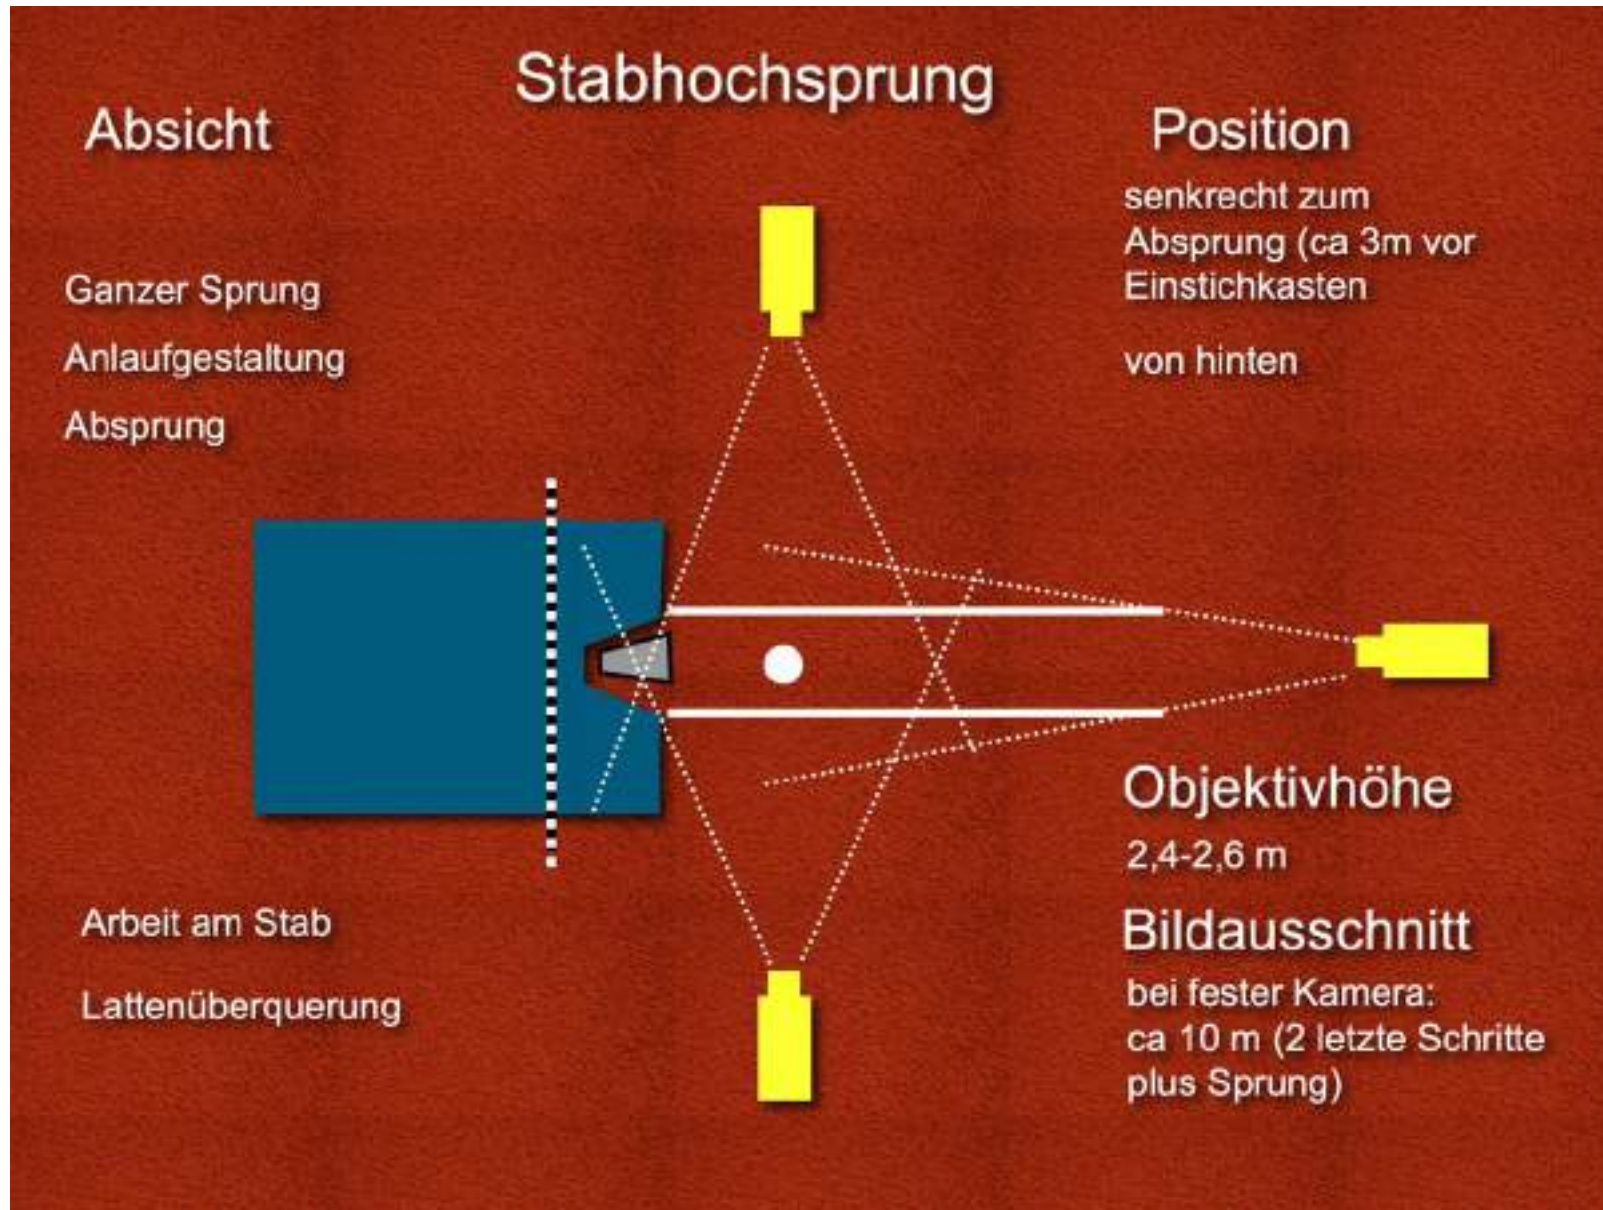 Stabhochsprung
Absicht
Ganzer Sprung
Anlaufgestaltung
Absprung
Arbeit am Stab
Lattenüberquerung
Position
senkrecht zum
Absprung (ca 3m vor
Einstichkasten
von hinten
Objektivhöhe
2,4-2,6 m
Bildausschnitt
bei fester Kamera:
ca 10 m (2 letzte Schritte
plus Sprung)